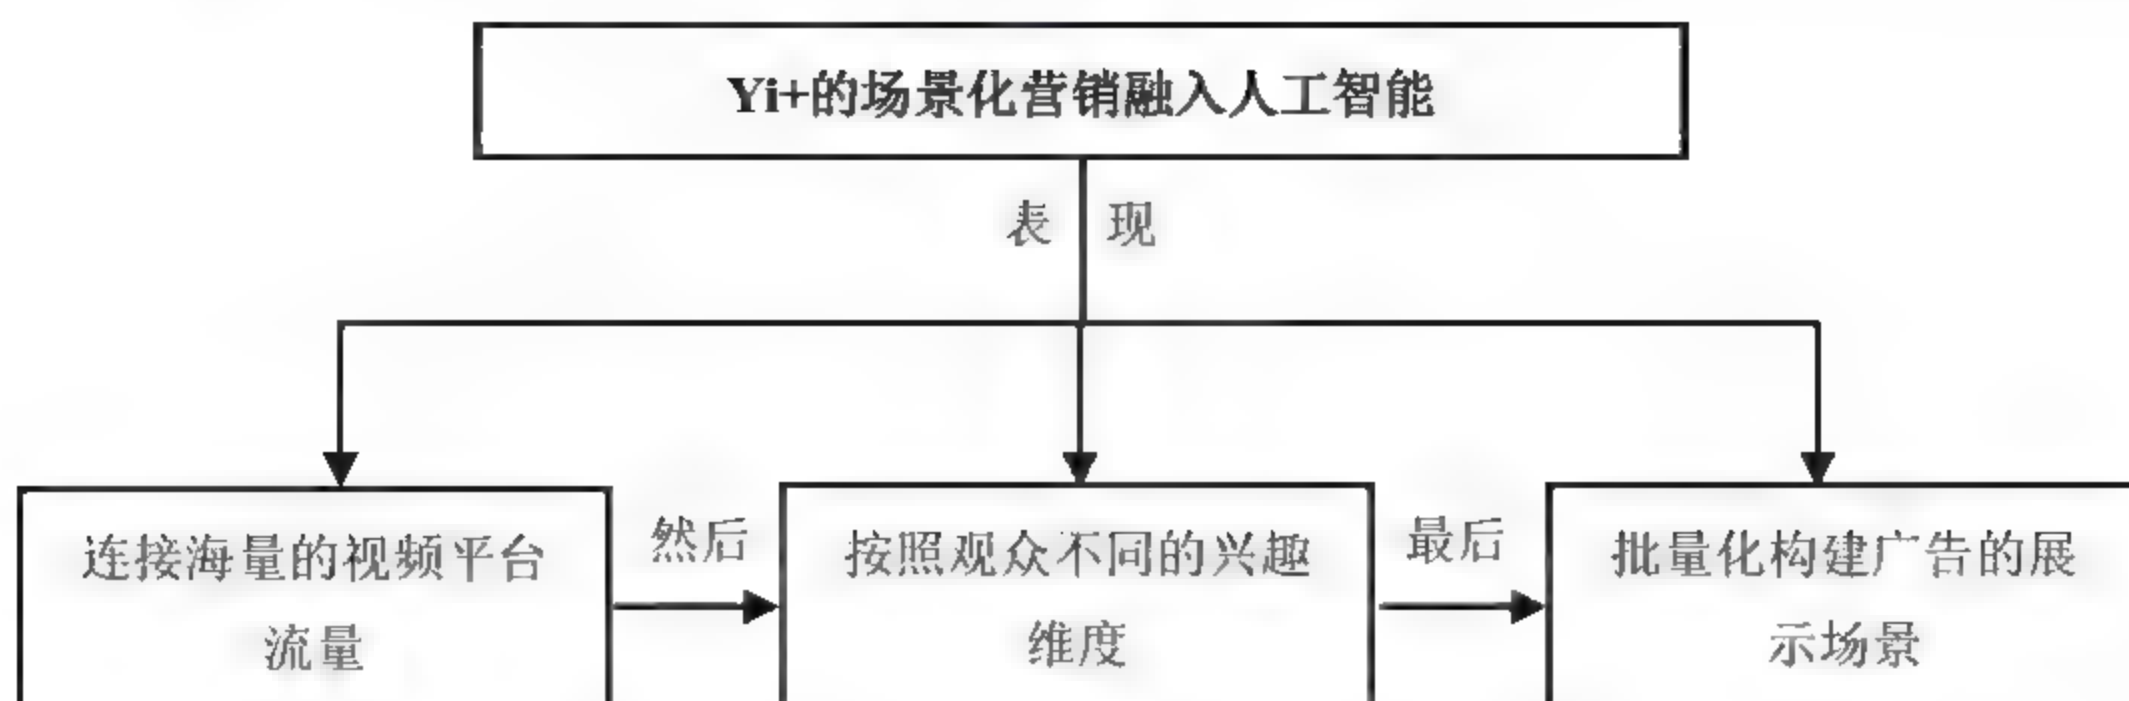 Yi+的场景化营销融入人工智能
表 现
连接海量的视频平台
流量
然后
按照观众不同的兴趣
维度
最后
批量化构建广告的展
示场景